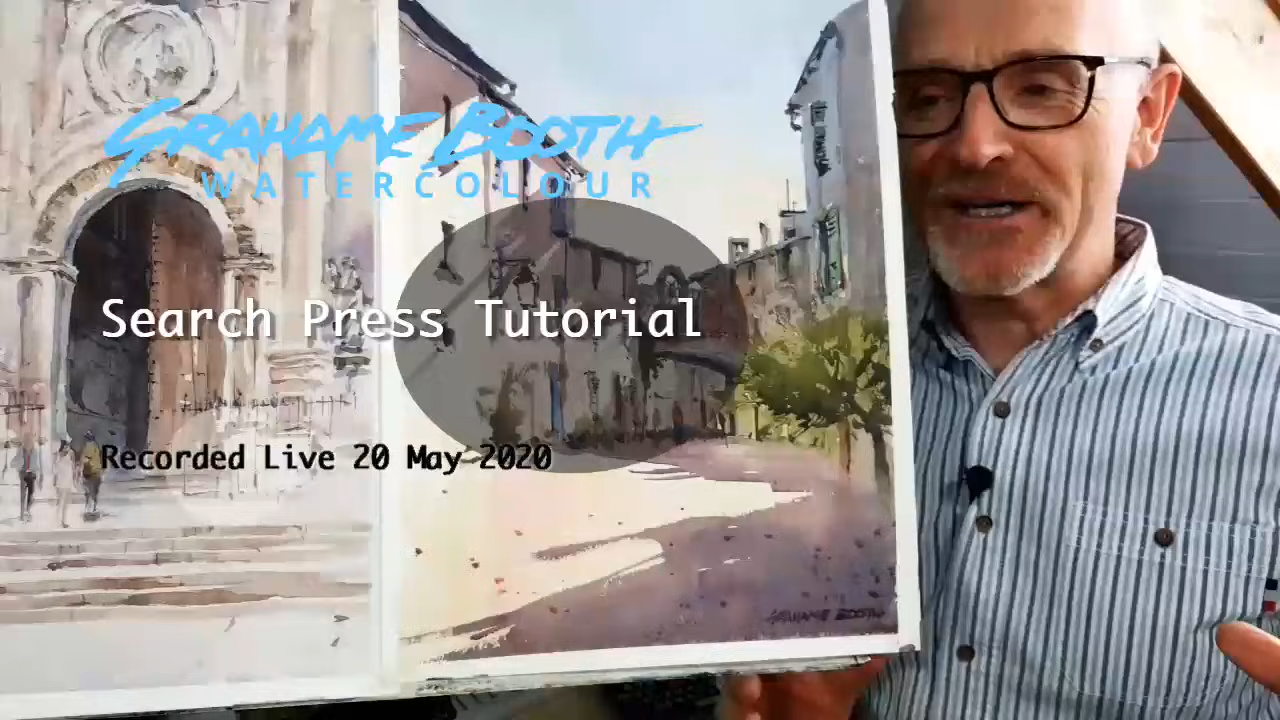 GRAHAME BOOTH
WATERCOLOUR
Search Press Tutorial
Recorded Live 20 May 2020
GRAHAME BOOTH